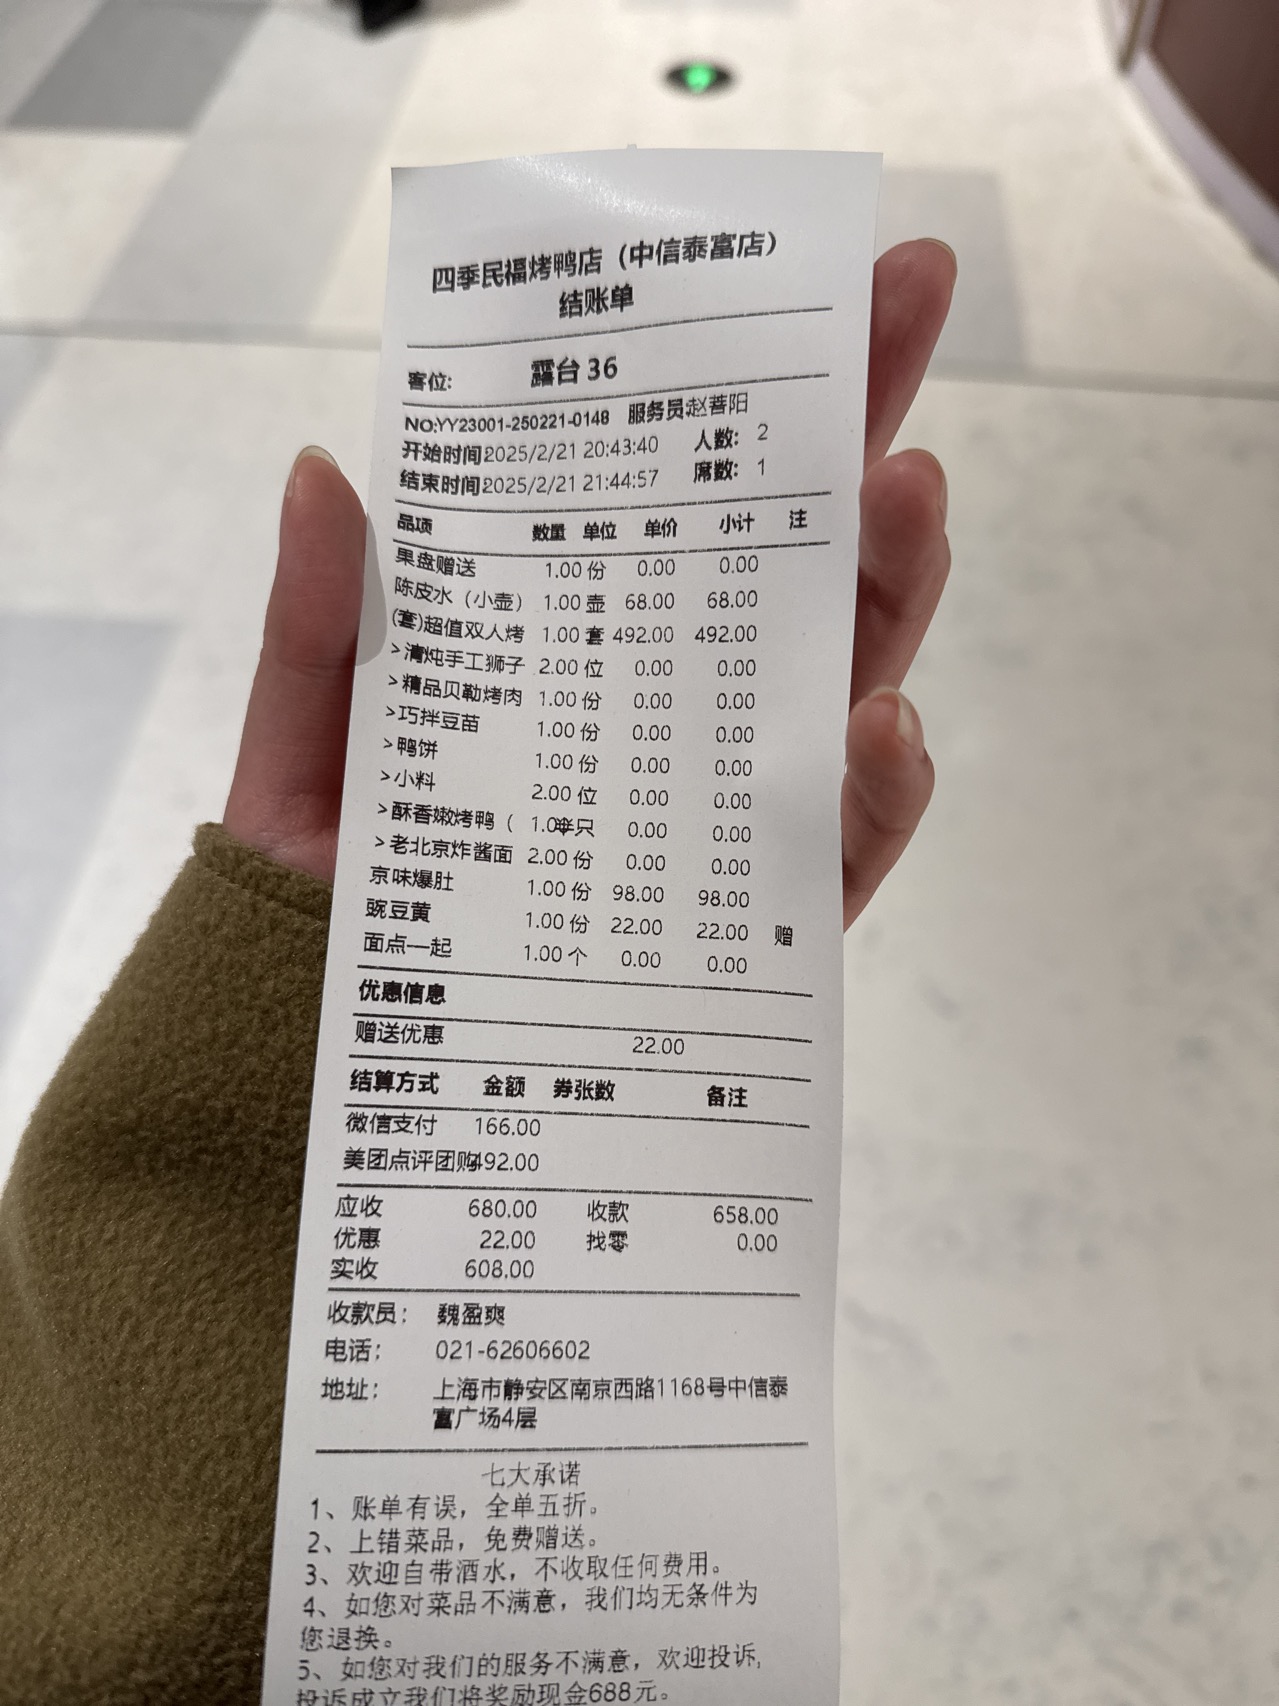 四季民福烤鸭店（中信泰富店）
结账单
客位: 露台 36
NO:YY23001-250221-0148 服务员:赵菩阳
开始时间:2025/2/21 20:43:40 人数: 2
结束时间:2025/2/21 21:44:57 席数: 1
品项 数量 单位 单价 小计 注
果盘赠送 1.00 份 0.00 0.00
陈皮水（小壶） 1.00 壶 68.00 68.00
(套)超值双人烤 1.00 套 492.00 492.00
>清炖手工狮子 2.00 位 0.00 0.00
>精品贝勒烤肉 1.00 份 0.00 0.00
>巧拌豆苗 1.00 份 0.00 0.00
>鸭饼 1.00 份 0.00 0.00
>小料 2.00 位 0.00 0.00
>酥香嫩烤鸭（ 1.00半只 0.00 0.00
>老北京炸酱面 2.00 份 0.00 0.00
京味爆肚 1.00 份 98.00 98.00
豌豆黄 1.00 份 22.00 22.00 赠
面点一起 1.00 个 0.00 0.00
优惠信息
赠送优惠 22.00
结算方式 金额 券张数 备注
微信支付 166.00
美团点评团购492.00
应收 680.00 收款 658.00
优惠 22.00 找零 0.00
实收 608.00
收款员: 魏盈爽
电话: 021-62606602
地址: 上海市静安区南京西路1168号中信泰
富广场4层
七大承诺
1、账单有误，全单五折。
2、上错菜品，免费赠送。
3、欢迎自带酒水，不收取任何费用。
4、如您对菜品不满意，我们均无条件为
您退换。
5、如您对我们的服务不满意，欢迎投诉,
投诉成立我们将奖励现金688元。